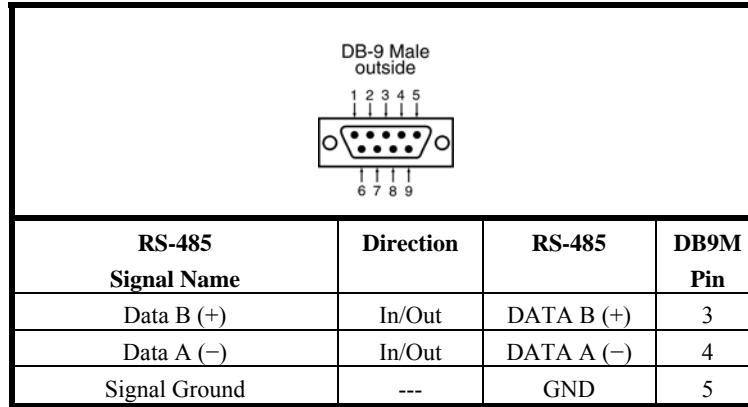 DB-9 Male
outside
1 2 3 4 5
6 7 8 9
RS-485 Direction RS-485 DB9M
Signal Name Pin
Data B (+) In/Out DATA B (+) 3
Data A (−) In/Out DATA A (−) 4
Signal Ground --- GND 5